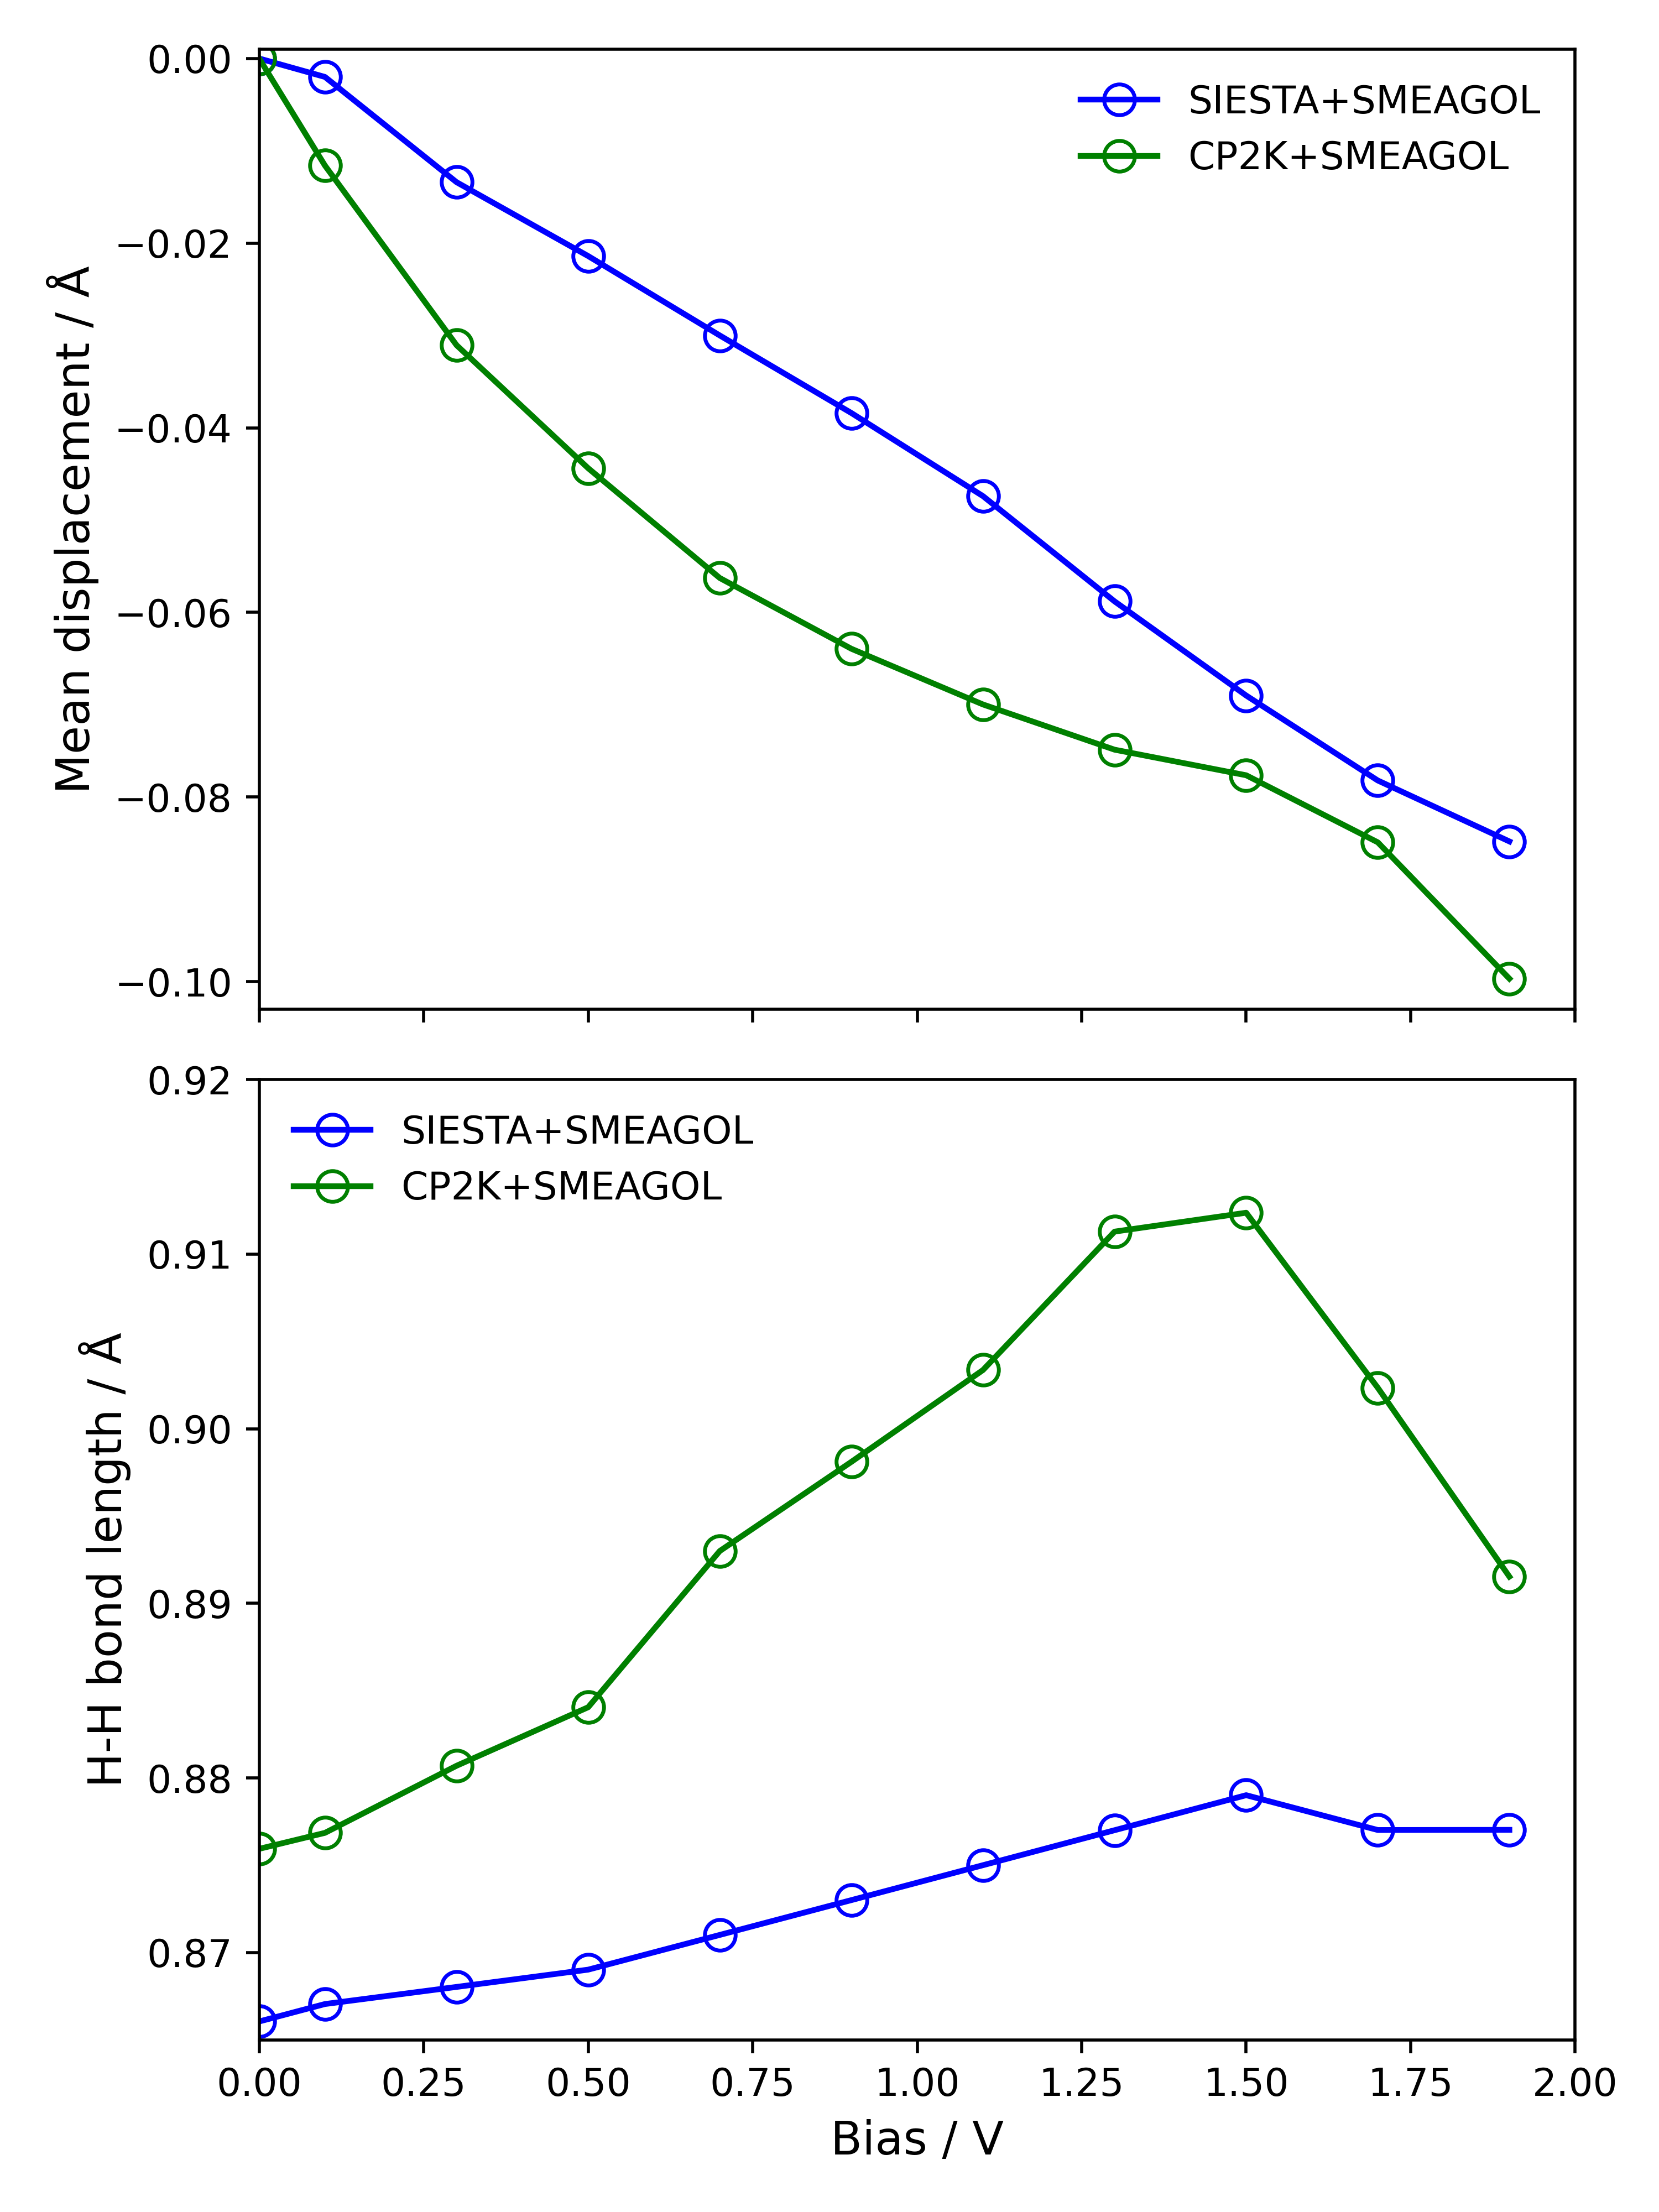 0.00
−0.02
−0.04
−0.06
−0.08
−0.10
Mean displacement / Å
SIESTA+SMEAGOL
CP2K+SMEAGOL
0.92
0.91
0.90
0.89
0.88
0.87
H-H bond length / Å
SIESTA+SMEAGOL
CP2K+SMEAGOL
0.00 0.25 0.50 0.75 1.00 1.25 1.50 1.75 2.00
Bias / V